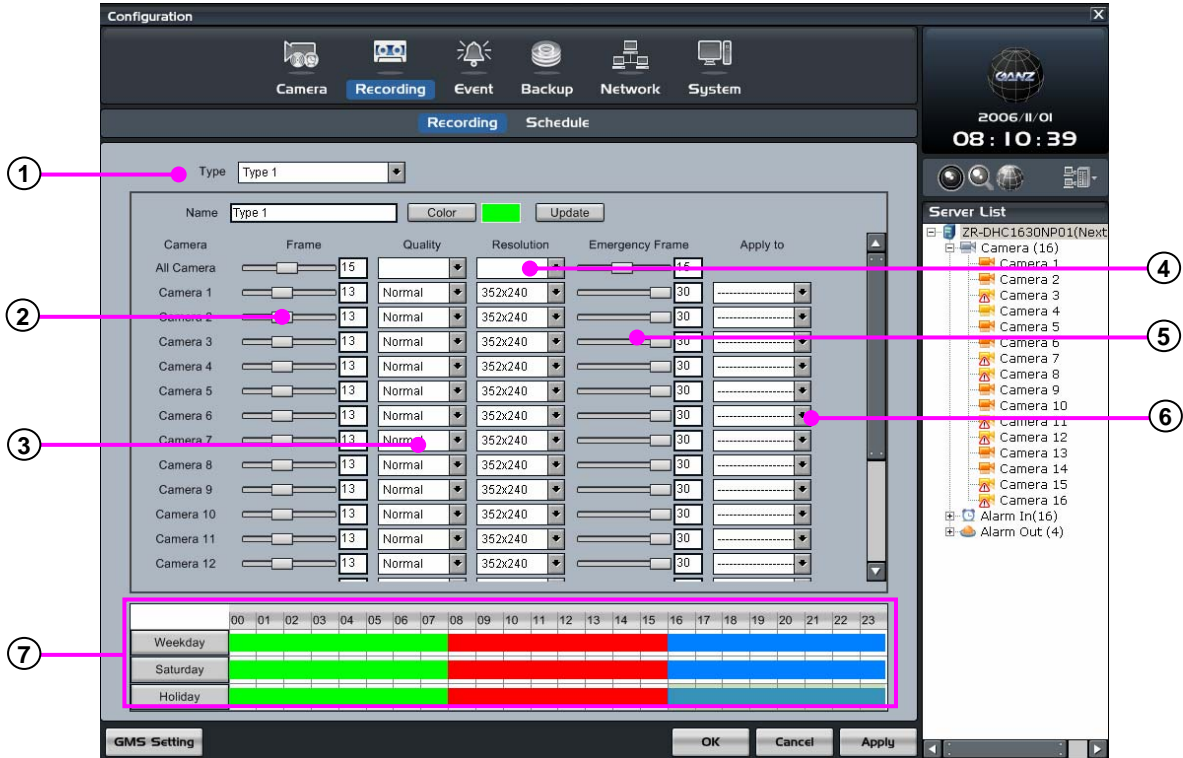 Configuration X
Camera Recording Event Backup Network System
Recording Schedule
GANZ
2006/11/01
08:10:39
1
Type Type 1
Name Type 1 Color Update
Camera Frame Quality Resolution Emergency Frame Apply to
All Camera 15 15
Camera 1 13 Normal 352x240 30
Camera 2 13 Normal 352x240 30
Camera 3 13 Normal 352x240 30
Camera 4 13 Normal 352x240 30
Camera 5 13 Normal 352x240 30
Camera 6 13 Normal 352x240 30
Camera 7 13 Normal 352x240 30
Camera 8 13 Normal 352x240 30
Camera 9 13 Normal 352x240 30
Camera 10 13 Normal 352x240 30
Camera 11 13 Normal 352x240 30
Camera 12 13 Normal 352x240 30
2
3
4
5
6
7
00 01 02 03 04 05 06 07 08 09 10 11 12 13 14 15 16 17 18 19 20 21 22 23
Weekday
Saturday
Holiday
GMS Setting OK Cancel Apply
Server List
ZR-DHC1630NP01(Next
Camera (16)
Camera 1
Camera 2
Camera 3
Camera 4
Camera 5
Camera 6
Camera 7
Camera 8
Camera 9
Camera 10
Camera 11
Camera 12
Camera 13
Camera 14
Camera 15
Camera 16
Alarm In(16)
Alarm Out (4)